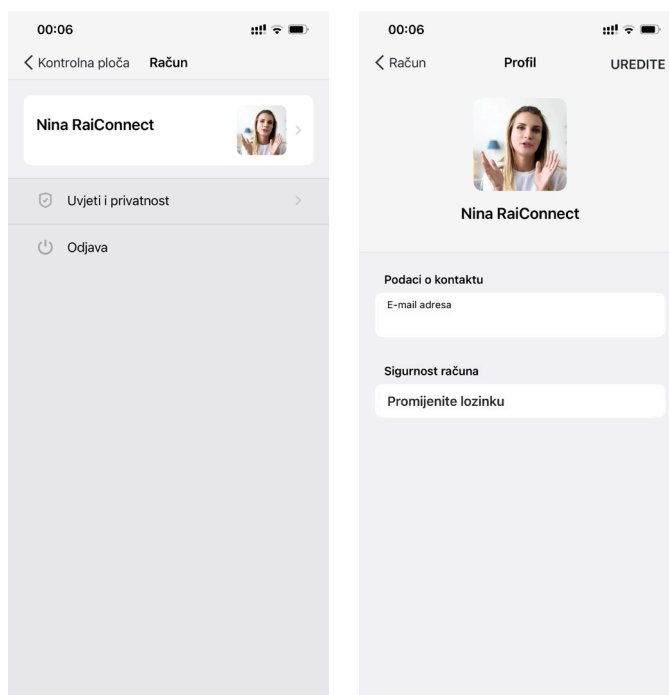 00:06
Kontrolna ploča Račun
Nina RaiConnect
Uvjeti i privatnost
Odjava
00:06
Račun Profil UREDITE
Nina RaiConnect
Podaci o kontaktu
E-mail adresa
Sigurnost računa
Promijenite lozinku